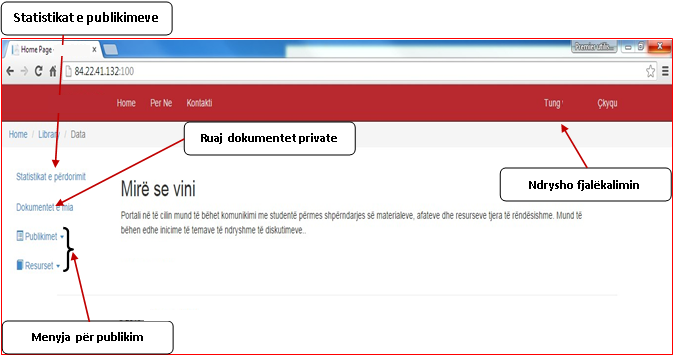 Statistikat e publikimeve
Home Page
84.22.41.132:100
Home Per Ne Kontakti Tung Çkyqu
Home / Library / Data
Ruaj dokumentet private
Statistikat e përdorimit
Ndrysho fjalëkalimin
Mirë se vini
Dokumentet e mia
Portali në të cilin mund të bëhet komunikimi me studentë përmes shpërndarjes së materialeve, afateve dhe resurseve tjera të rëndësishme. Mund të
bëhen edhe inicime të temave të ndryshme të diskutimeve..
Publikimet
Resurset
Menyja për publikim